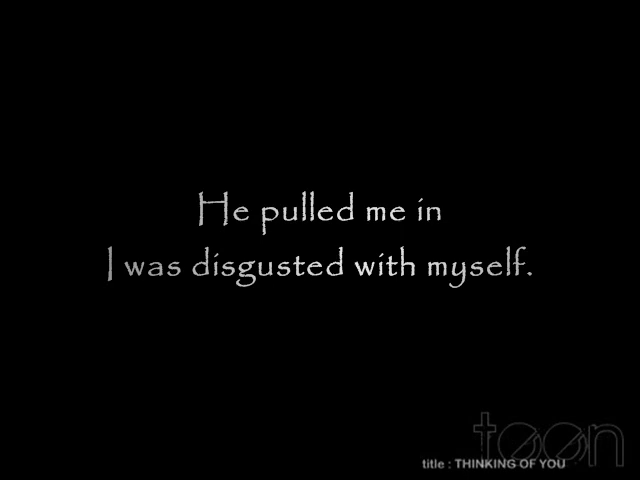 He pulled me in
I was disgusted with myself.
teen
title : THINKING OF YOU